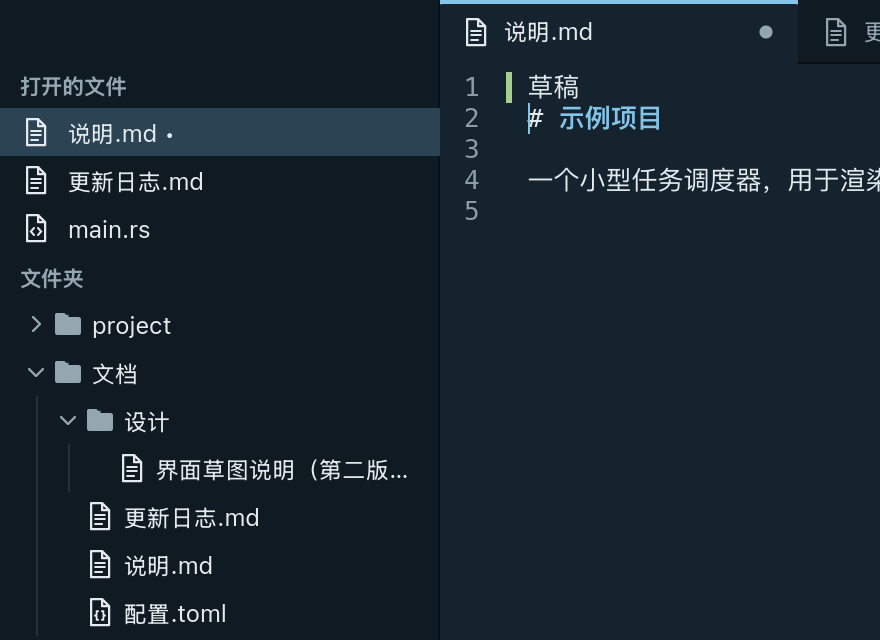 打开的文件
说明.md •
更新日志.md
main.rs
文件夹
project
文档
设计
界面草图说明（第二版…
更新日志.md
说明.md
配置.toml
说明.md
更
1 草稿
2 # 示例项目
3
4 一个小型任务调度器，用于渲染
5